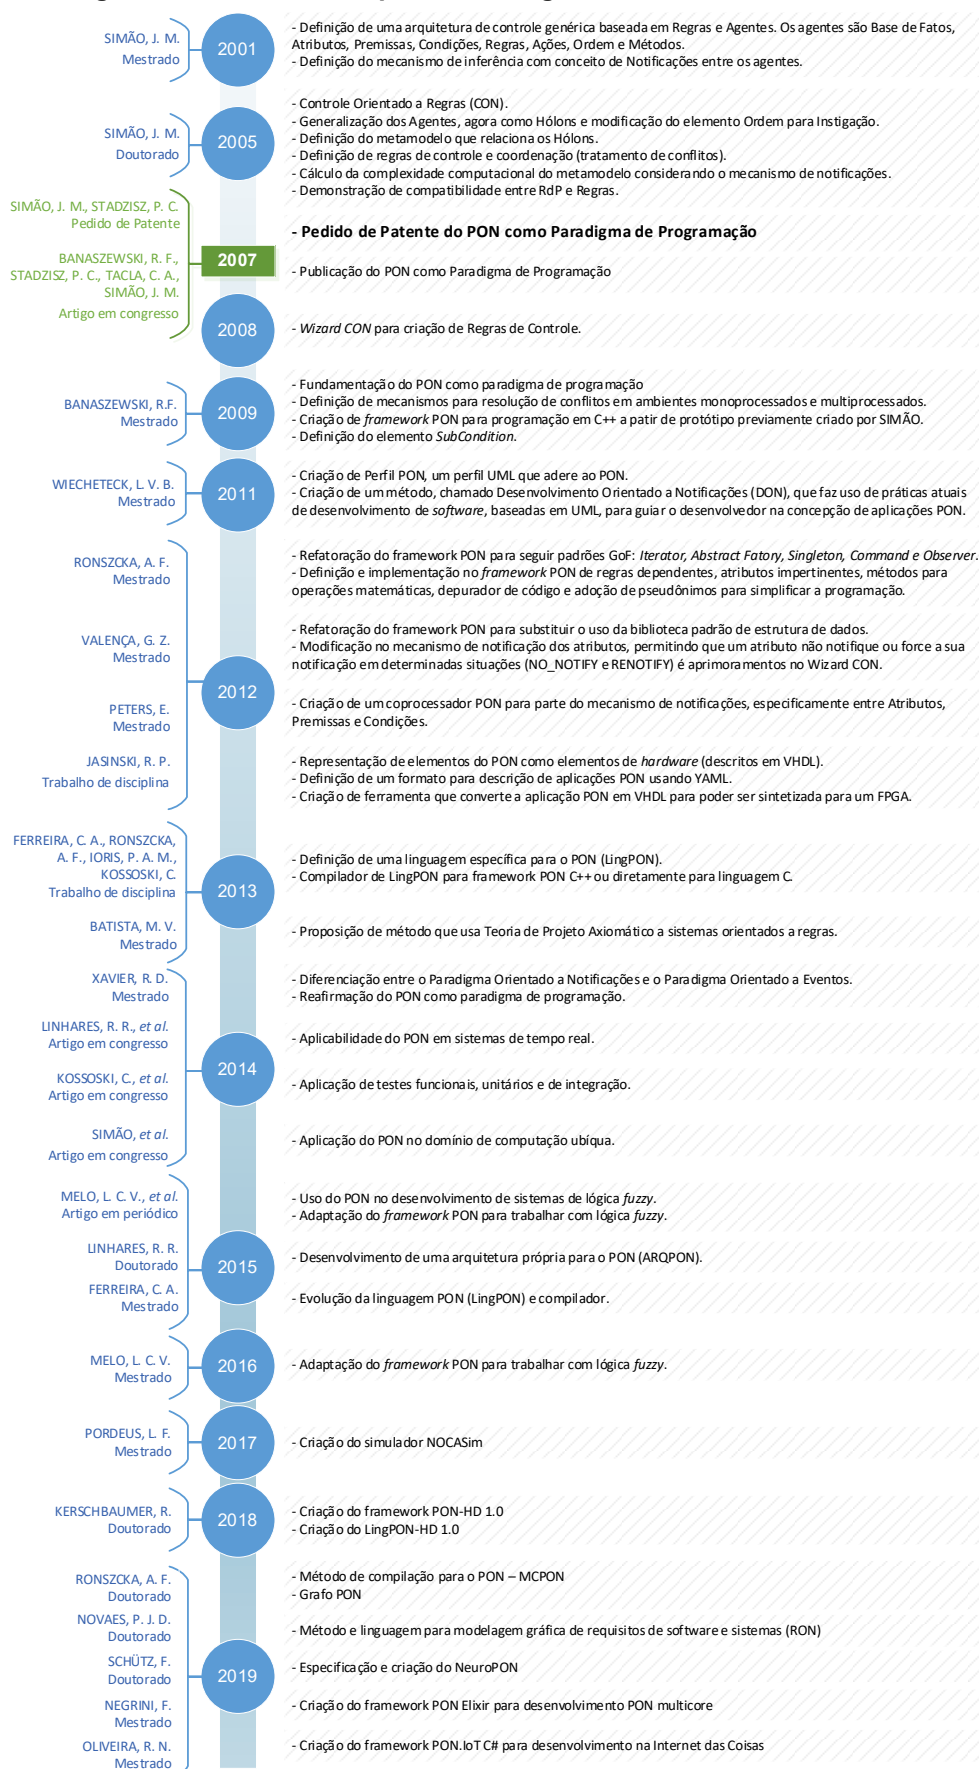 SIMÃO, J. M.
Mestrado
2001
- Definição de uma arquitetura de controle genérica baseada em Regras e Agentes. Os agentes são Base de Fatos,
Atributos, Premissas, Condições, Regras, Ações, Ordem e Métodos.
- Definição do mecanismo de inferência com conceito de Notificações entre os agentes.
SIMÃO, J. M.
Doutorado
2005
- Controle Orientado a Regras (CON).
- Generalização dos Agentes, agora como Hólons e modificação do elemento Ordem para Instigação.
- Definição do metamodelo que relaciona os Hólons.
- Definição de regras de controle e coordenação (tratamento de conflitos).
- Cálculo da complexidade computacional do metamodelo considerando o mecanismo de notificações.
- Demonstração de compatibilidade entre RdP e Regras.
SIMÃO, J. M., STADZISZ, P. C.
Pedido de Patente
BANASZEWSKI, R. F.,
STADZISZ, P. C., TACLA, C. A.,
SIMÃO, J. M.
Artigo em congresso
2007
- Pedido de Patente do PON como Paradigma de Programação
- Publicação do PON como Paradigma de Programação
2008
- Wizard CON para criação de Regras de Controle.
BANASZEWSKI, R.F.
Mestrado
2009
- Fundamentação do PON como paradigma de programação
- Definição de mecanismos para resolução de conflitos em ambientes monoprocessados e multiprocessados.
- Criação de framework PON para programação em C++ a patir de protótipo previamente criado por SIMÃO.
- Definição do elemento SubCondition.
WIECHETECK, L. V. B.
Mestrado
2011
- Criação de Perfil PON, um perfil UML que adere ao PON.
- Criação de um método, chamado Desenvolvimento Orientado a Notificações (DON), que faz uso de práticas atuais
de desenvolvimento de software, baseadas em UML, para guiar o desenvolvedor na concepção de aplicações PON.
RONSZCKA, A. F.
Mestrado
- Refatoração do framework PON para seguir padrões GoF: Iterator, Abstract Fatory, Singleton, Command e Observer.
- Definição e implementação no framework PON de regras dependentes, atributos impertinentes, métodos para
operações matemáticas, depurador de código e adoção de pseudônimos para simplificar a programação.
VALENÇA, G. Z.
Mestrado
- Refatoração do framework PON para substituir o uso da biblioteca padrão de estrutura de dados.
- Modificação no mecanismo de notificação dos atributos, permitindo que um atributo não notifique ou force a sua
notificação em determinadas situações (NO_NOTIFY e RENOTIFY) é aprimoramentos no Wizard CON.
2012
PETERS, E.
Mestrado
- Criação de um coprocessador PON para parte do mecanismo de notificações, especificamente entre Atributos,
Premissas e Condições.
JASINSKI, R. P.
Trabalho de disciplina
- Representação de elementos do PON como elementos de hardware (descritos em VHDL).
- Definição de um formato para descrição de aplicações PON usando YAML.
- Criação de ferramenta que converte a aplicação PON em VHDL para poder ser sintetizada para um FPGA.
FERREIRA, C. A., RONSZCKA,
A. F., IORIS, P. A. M.,
KOSSOSKI, C.
Trabalho de disciplina
2013
- Definição de uma linguagem específica para o PON (LingPON).
- Compilador de LingPON para framework PON C++ ou diretamente para linguagem C.
BATISTA, M. V.
Mestrado
- Proposição de método que usa Teoria de Projeto Axiomático a sistemas orientados a regras.
XAVIER, R. D.
Mestrado
- Diferenciação entre o Paradigma Orientado a Notificações e o Paradigma Orientado a Eventos.
- Reafirmação do PON como paradigma de programação.
LINHARES, R. R., et al.
Artigo em congresso
- Aplicabilidade do PON em sistemas de tempo real.
2014
KOSSOSKI, C., et al.
Artigo em congresso
- Aplicação de testes funcionais, unitários e de integração.
SIMÃO, et al.
Artigo em congresso
- Aplicação do PON no domínio de computação ubíqua.
MELO, L. C. V., et al.
Artigo em periódico
- Uso do PON no desenvolvimento de sistemas de lógica fuzzy.
- Adaptação do framework PON para trabalhar com lógica fuzzy.
LINHARES, R. R.
Doutorado
2015
- Desenvolvimento de uma arquitetura própria para o PON (ARQPON).
FERREIRA, C. A.
Mestrado
- Evolução da linguagem PON (LingPON) e compilador.
MELO, L. C. V.
Mestrado
2016
- Adaptação do framework PON para trabalhar com lógica fuzzy.
PORDEUS, L. F.
Mestrado
2017
- Criação do simulador NOCASim
KERSCHBAUMER, R.
Doutorado
2018
- Criação do framework PON-HD 1.0
- Criação do LingPON-HD 1.0
RONSZCKA, A. F.
Doutorado
- Método de compilação para o PON – MCPON
- Grafo PON
NOVAES, P. J. D.
Doutorado
- Método e linguagem para modelagem gráfica de requisitos de software e sistemas (RON)
SCHÜTZ, F.
Doutorado
2019
- Especificação e criação do NeuroPON
NEGRINI, F.
Mestrado
- Criação do framework PON Elixir para desenvolvimento PON multicore
OLIVEIRA, R. N.
Mestrado
- Criação do framework PON.IoT C# para desenvolvimento na Internet das Coisas